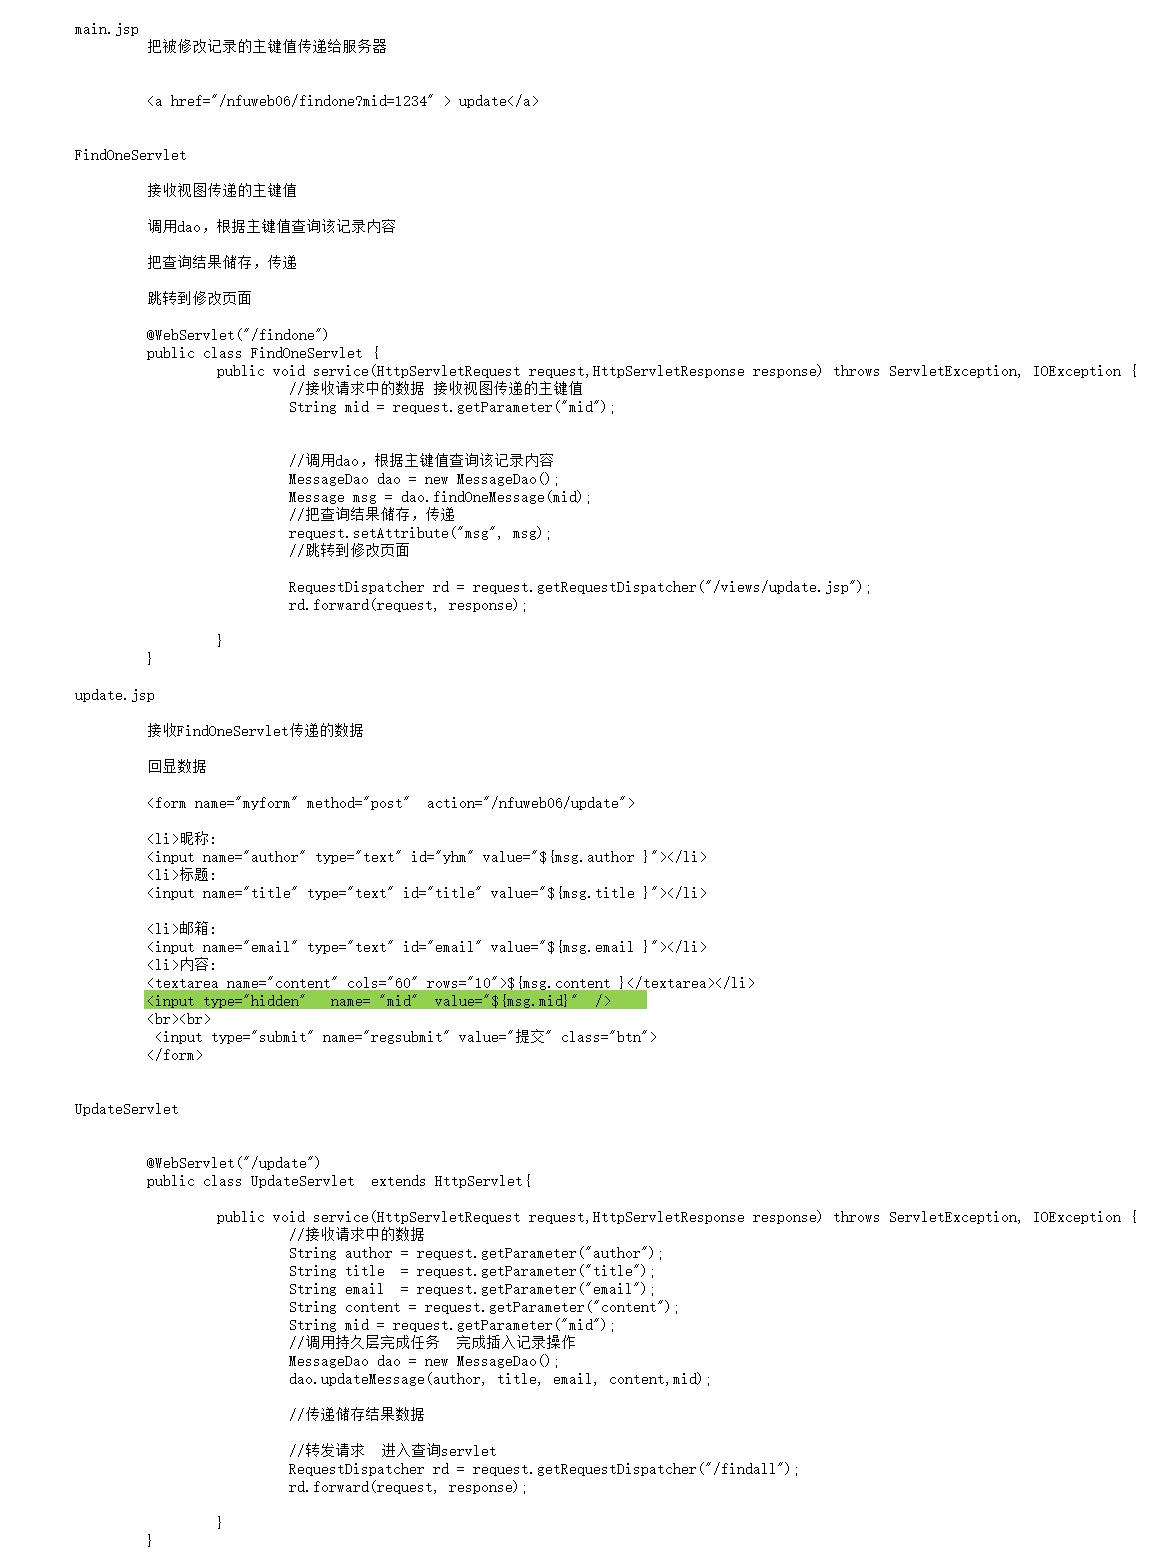 main.jsp
把被修改记录的主键值传递给服务器
<a href="/nfuweb06/findone?mid=1234" > update</a>
FindOneServlet
接收视图传递的主键值
调用dao，根据主键值查询该记录内容
把查询结果储存，传递
跳转到修改页面
@WebServlet("/findone")
public class FindOneServlet {
public void service(HttpServletRequest request,HttpServletResponse response) throws ServletException, IOException {
//接收请求中的数据 接收视图传递的主键值
String mid = request.getParameter("mid");
//调用dao，根据主键值查询该记录内容
MessageDao dao = new MessageDao();
Message msg = dao.findOneMessage(mid);
//把查询结果储存，传递
request.setAttribute("msg", msg);
//跳转到修改页面
RequestDispatcher rd = request.getRequestDispatcher("/views/update.jsp");
rd.forward(request, response);
}
}
update.jsp
接收FindOneServlet传递的数据
回显数据
<form name="myform" method="post"  action="/nfuweb06/update">
<li>昵称:
<input name="author" type="text" id="yhm" value="${msg.author }"></li>
<li>标题:
<input name="title" type="text" id="title" value="${msg.title }"></li>
<li>邮箱:
<input name="email" type="text" id="email" value="${msg.email }"></li>
<li>内容:
<textarea name="content" cols="60" rows="10">${msg.content }</textarea></li>
<input type="hidden"   name= "mid"  value="${msg.mid}"  />
<br><br>
<input type="submit" name="regsubmit" value="提交" class="btn">
</form>
UpdateServlet
@WebServlet("/update")
public class UpdateServlet  extends HttpServlet{
public void service(HttpServletRequest request,HttpServletResponse response) throws ServletException, IOException {
//接收请求中的数据
String author = request.getParameter("author");
String title  = request.getParameter("title");
String email  = request.getParameter("email");
String content = request.getParameter("content");
String mid = request.getParameter("mid");
//调用持久层完成任务  完成插入记录操作
MessageDao dao = new MessageDao();
dao.updateMessage(author, title, email, content,mid);
//传递储存结果数据
//转发请求  进入查询servlet
RequestDispatcher rd = request.getRequestDispatcher("/findall");
rd.forward(request, response);
}
}